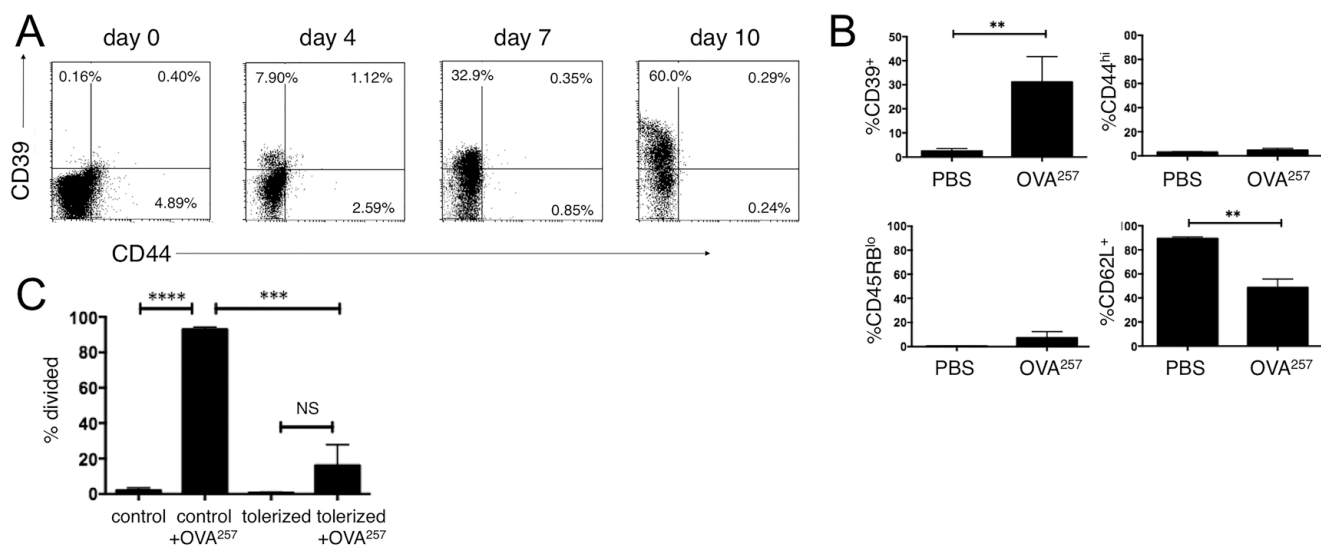 A
day 0
day 4
day 7
day 10
CD39
0.16%
0.40%
4.89%
7.90%
1.12%
2.59%
32.9%
0.35%
0.85%
60.0%
0.29%
0.24%
CD44
B
**
%CD39⁺
50
40
30
20
10
0
PBS
OVA²⁵⁷
%CD44ʰⁱ
00
80
60
40
20
0
PBS
OVA²⁵⁷
%CD45RBˡᵒ
100
80
60
40
20
0
PBS
OVA²⁵⁷
**
%CD62L⁺
100
80
60
40
20
0
PBS
OVA²⁵⁷
C
****
***
NS
% divided
100
80
60
40
20
0
control
control
+OVA²⁵⁷
tolerized
tolerized
+OVA²⁵⁷